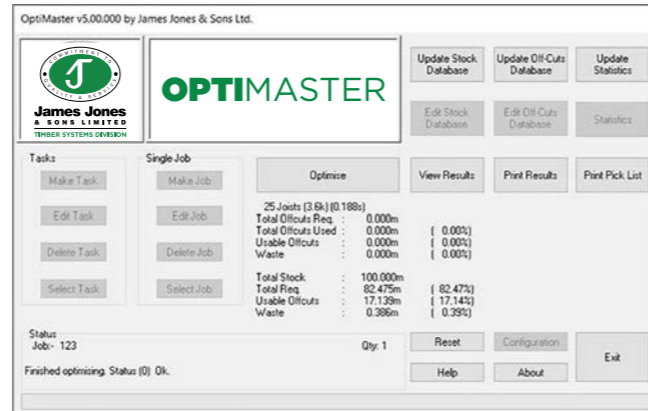 OptiMaster v5.00.000 by James Jones & Sons Ltd.
COMMITMENT TO
QUALITY & SERVICE
J
James Jones
& SONS LIMITED
TIMBER SYSTEMS DIVISION
OPTIMASTER
Update Stock Database
Update Off-Cuts Database
Update Statistics
Edit Stock Database
Edit Off-Cuts Database
Statistics
Tasks
Make Task
Edit Task
Delete Task
Select Task
Single Job
Make Job
Edit Job
Delete Job
Select Job
Optimise
View Results
Print Results
Print Pick List
25 Joists (3.6k) (0.188s)
Total Offcuts Req. : 0.000m
Total Offcuts Used : 0.000m ( 0.00%)
Usable Offcuts : 0.000m ( 0.00%)
Waste : 0.000m ( 0.00%)
Total Stock : 100.000m
Total Req. : 82.475m ( 82.47%)
Usable Offcuts : 17.139m ( 17.14%)
Waste : 0.386m ( 0.39%)
Status
Job:- 123
Qty: 1
Finished optimising. Status (0) Ok.
Reset
Configuration
Exit
Help
About